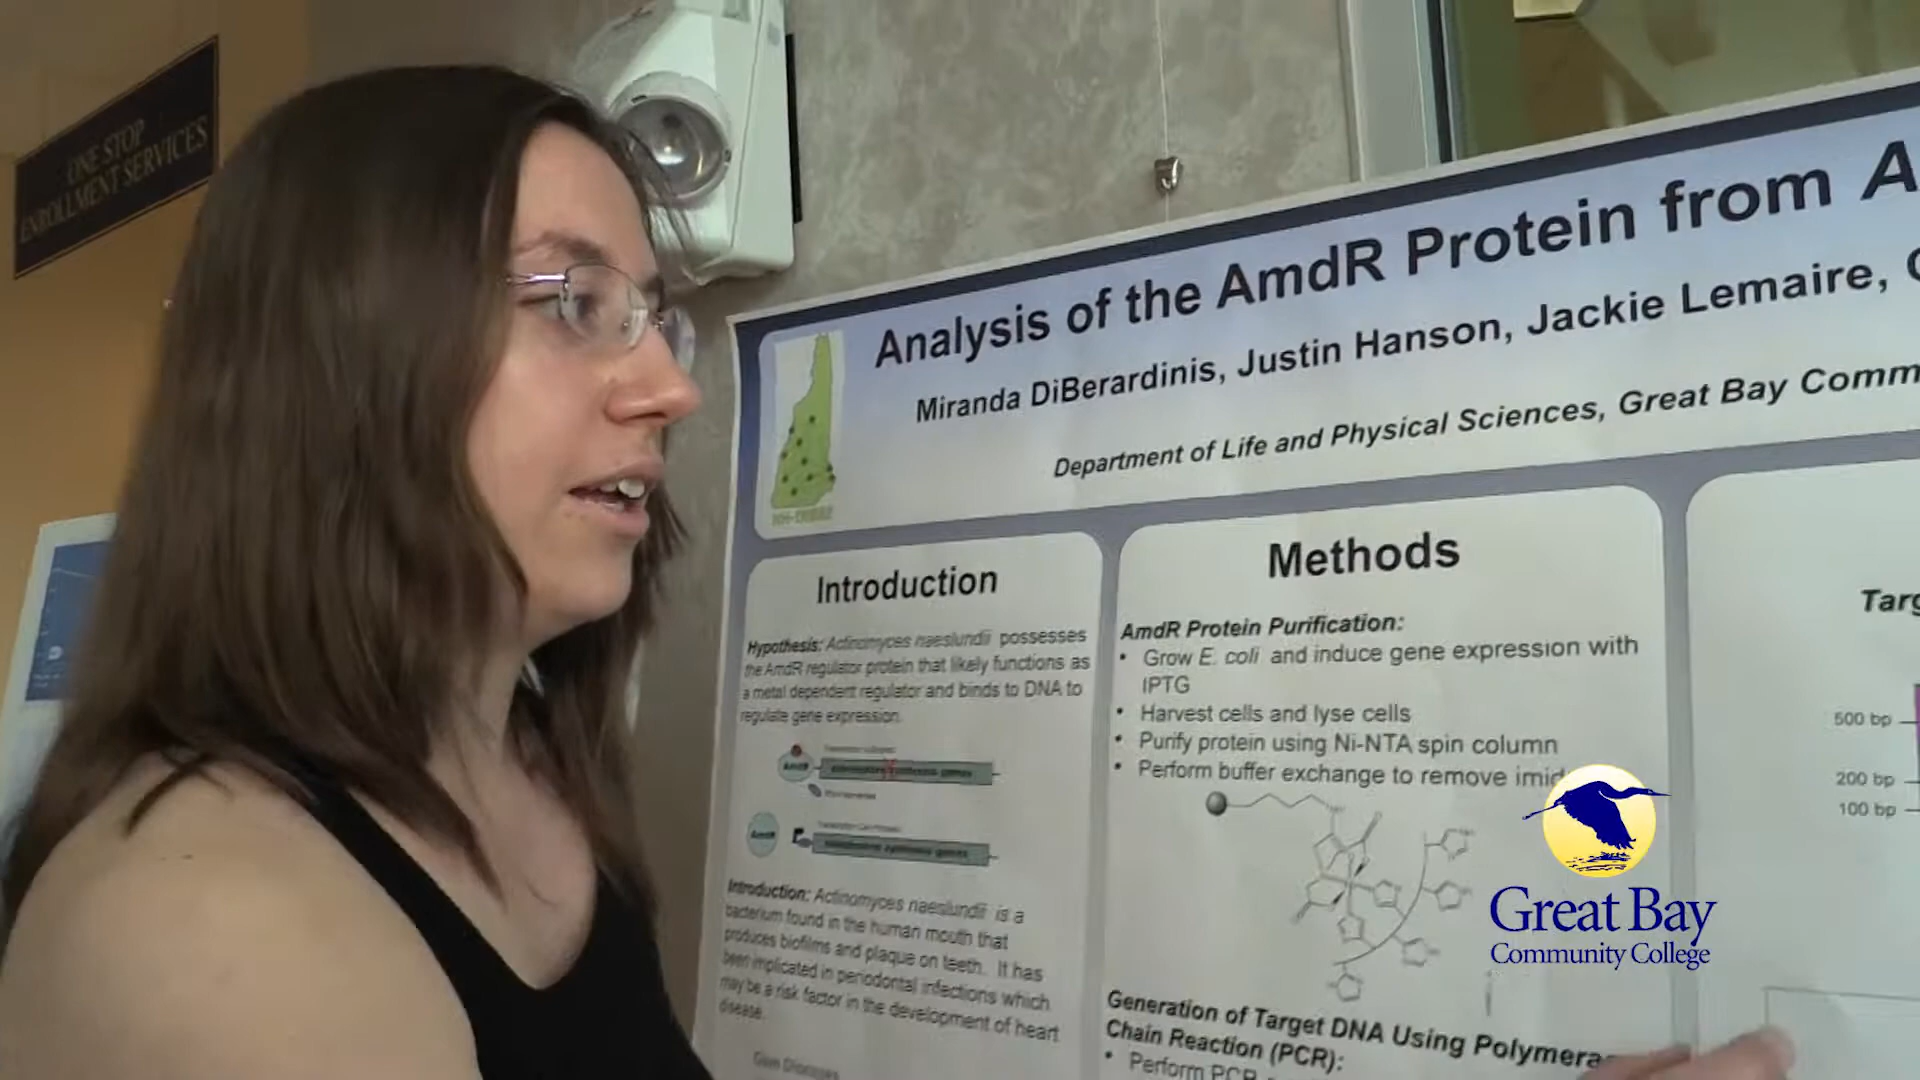 ONE STOP
ENROLLMENT SERVICES
Analysis of the AmdR Protein from A
Miranda DiBerardinis, Justin Hanson, Jackie Lemaire,
Department of Life and Physical Sciences, Great Bay Comm
Introduction
Hypothesis: Actinomyces naeslundii possesses
the AmdR regulator protein that likely functions as
a metal dependent regulator and binds to DNA to
regulate gene expression.
AmdR
AmdR
Introduction: Actinomyces naeslundii is a
bacterium found in the human mouth that
produces biofilms and plaque on teeth. It has
been implicated in periodontal infections which
may be a risk factor in the development of heart
disease.
Gum Diseases
Methods
AmdR Protein Purification:
• Grow E. coli and induce gene expression with
IPTG
• Harvest cells and lyse cells
• Purify protein using Ni-NTA spin column
• Perform buffer exchange to remove imid
Generation of Target DNA Using Polymera
Chain Reaction (PCR):
• Perform PCR
Targ
500 bp
200 bp
100 bp
Great Bay
Community College